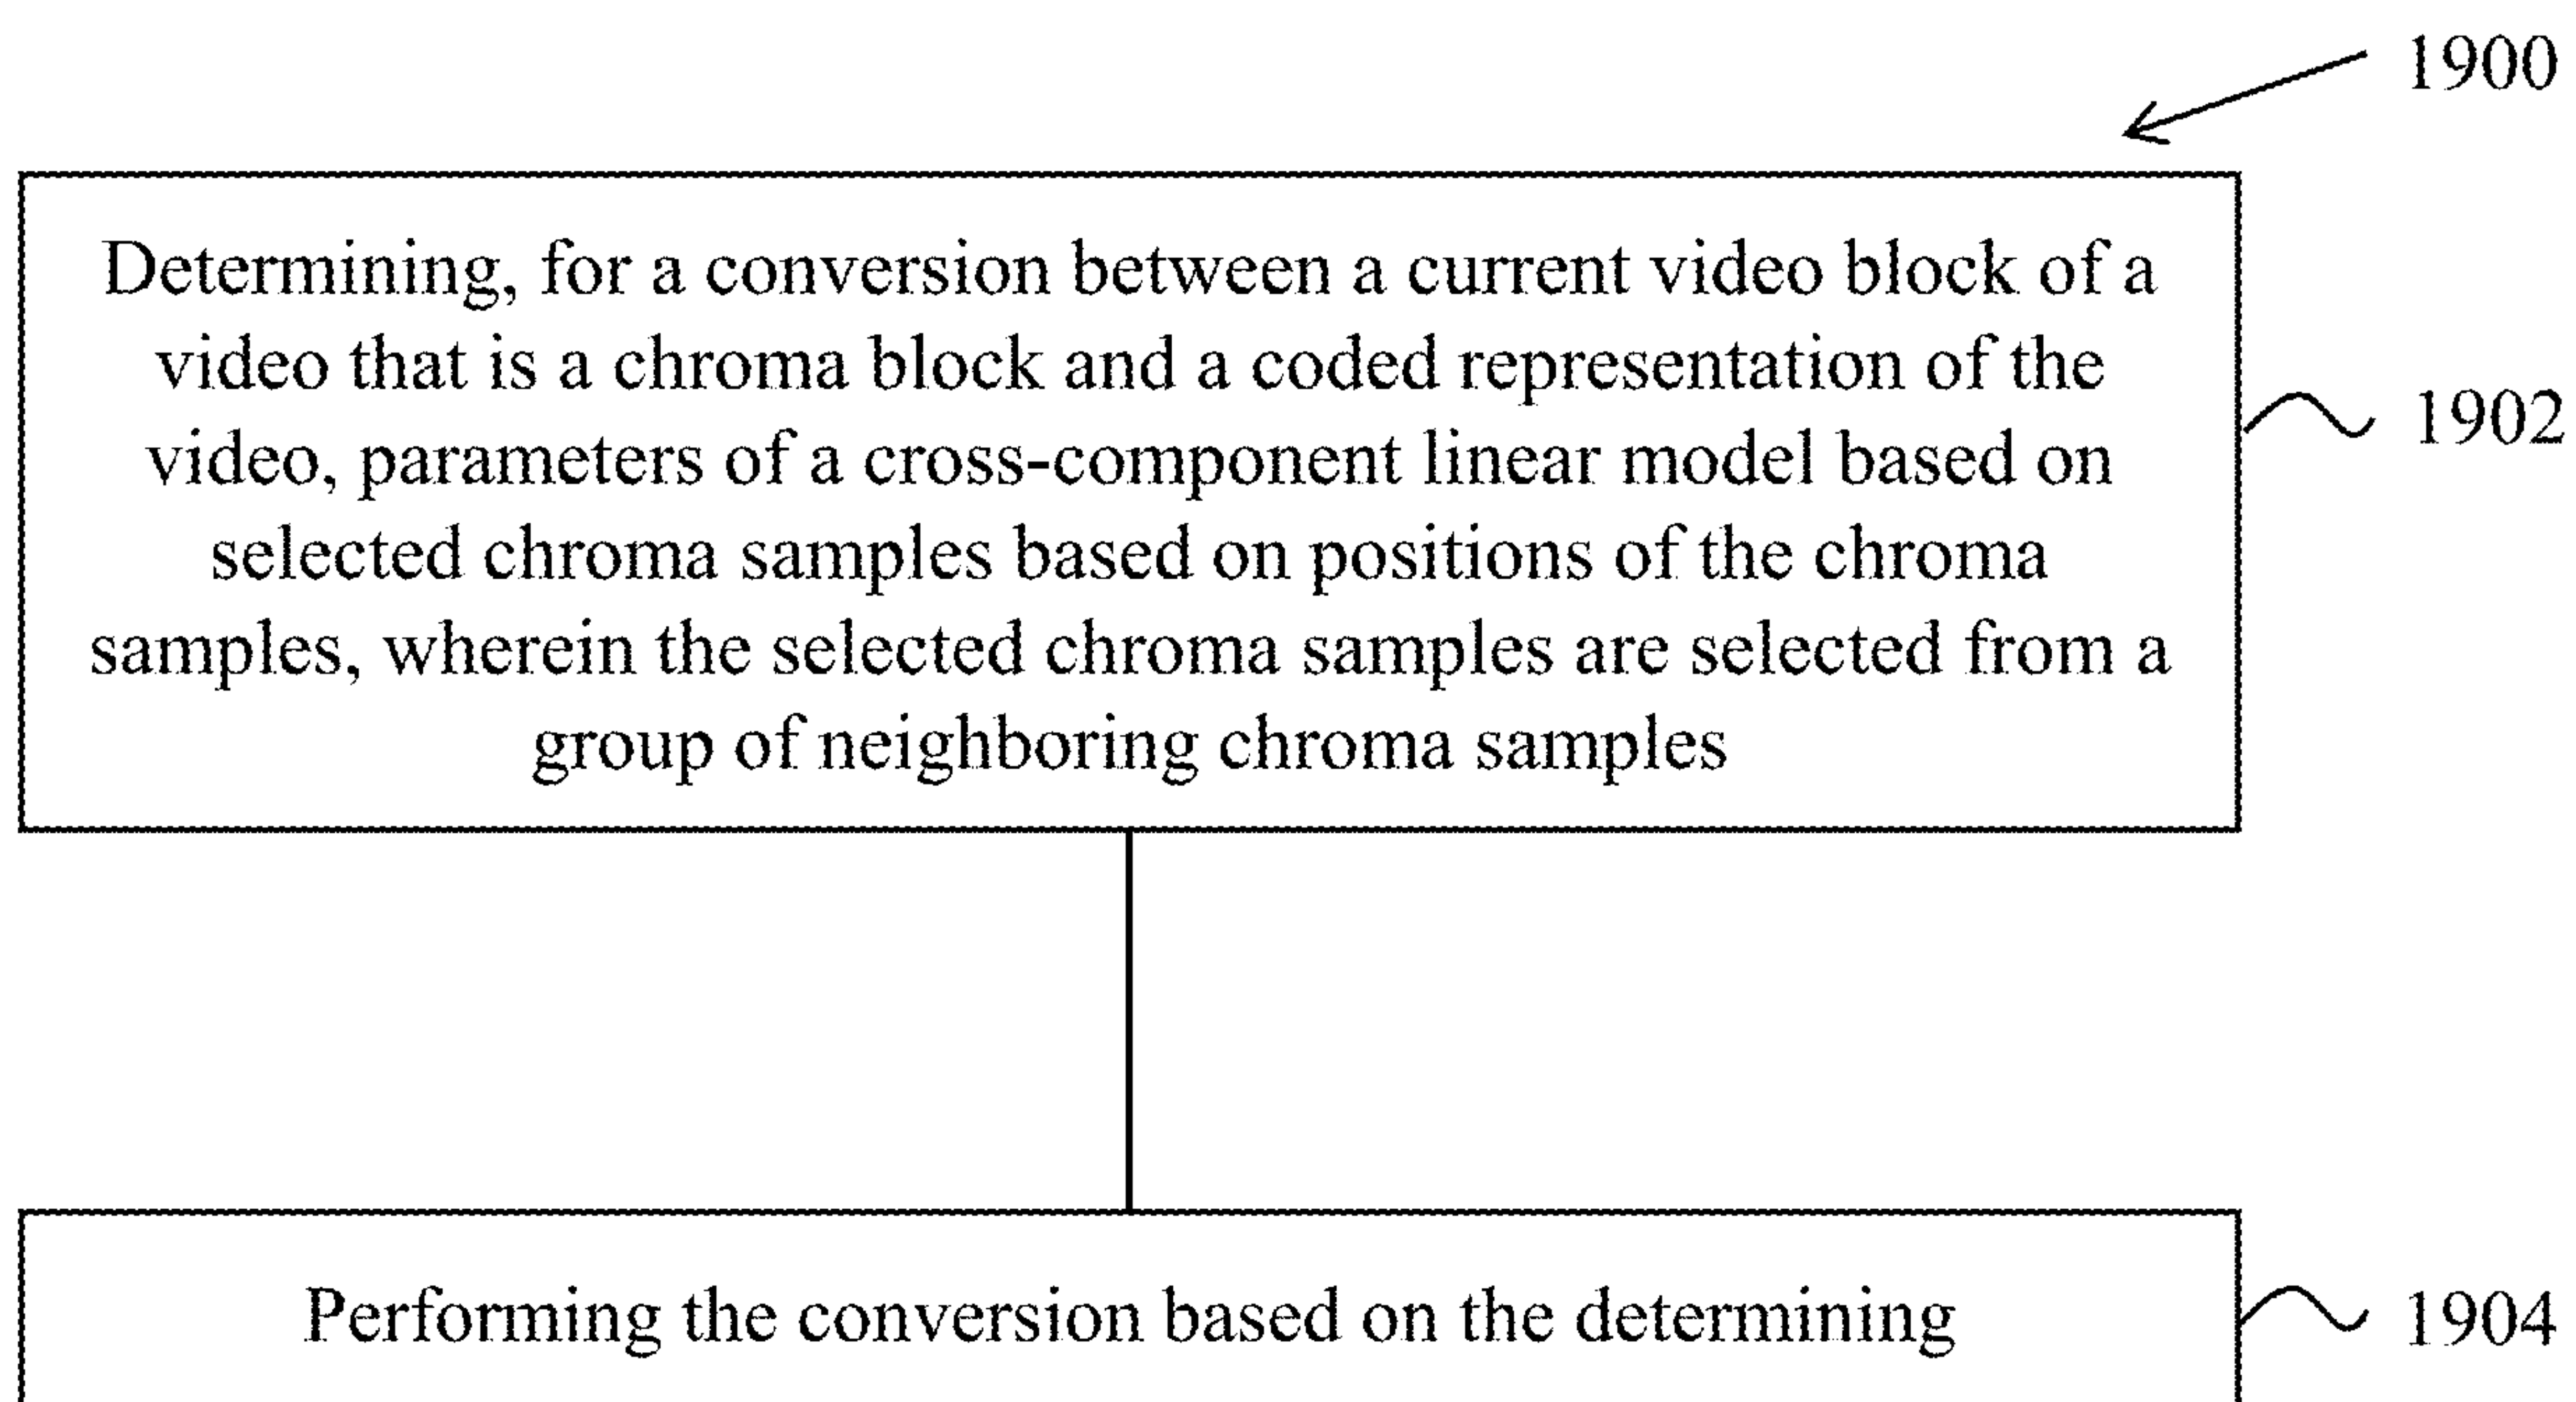 1900
Determining, for a conversion between a current video block of a
video that is a chroma block and a coded representation of the
video, parameters of a cross-component linear model based on
selected chroma samples based on positions of the chroma
samples, wherein the selected chroma samples are selected from a
group of neighboring chroma samples
1902
Performing the conversion based on the determining
1904